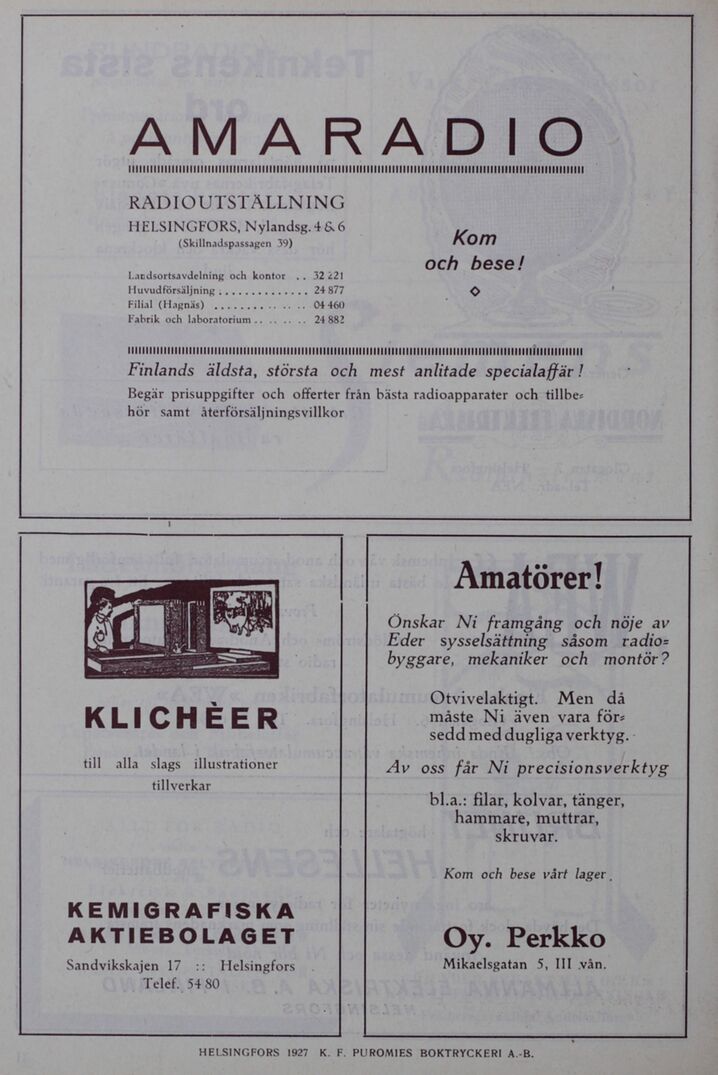 AMARADIO
RADIOUTSTÄLLNING
HELSINGFORS, Nylandsg. 4 & 6
(Skillnadspassagen 39)
Landsortsavdelning och kontor .. 32 221
Huvudförsäljning .............. 24 877
Filial (Hagnäs) .............. 04 460
Fabrik och laboratorium ........ 24 882
Kom
och bese!
Finlands äldsta, största och mest anlitade specialaffär!
Begär prisuppgifter och offerter från bästa radioapparater och tillbe=
hör samt återförsäljningsvillkor
KLICHÈER
till alla slags illustrationer
tillverkar
KEMIGRAFISKA
AKTIEBOLAGET
Sandvikskajen 17 :: Helsingfors
Telef. 54 80
Amatörer!
Önskar Ni framgång och nöje av
Eder sysselsättning såsom radio=
byggare, mekaniker och montör?
Otvivelaktigt. Men då
måste Ni även vara för=
sedd med dugliga verktyg.
Av oss får Ni precisionsverktyg
bl.a.: filar, kolvar, tänger,
hammare, muttrar,
skruvar.
Kom och bese vårt lager.
Oy. Perkko
Mikaelsgatan 5, III vån.
HELSINGFORS 1927 K. F. PUROMIES BOKTRYCKERI A.-B.